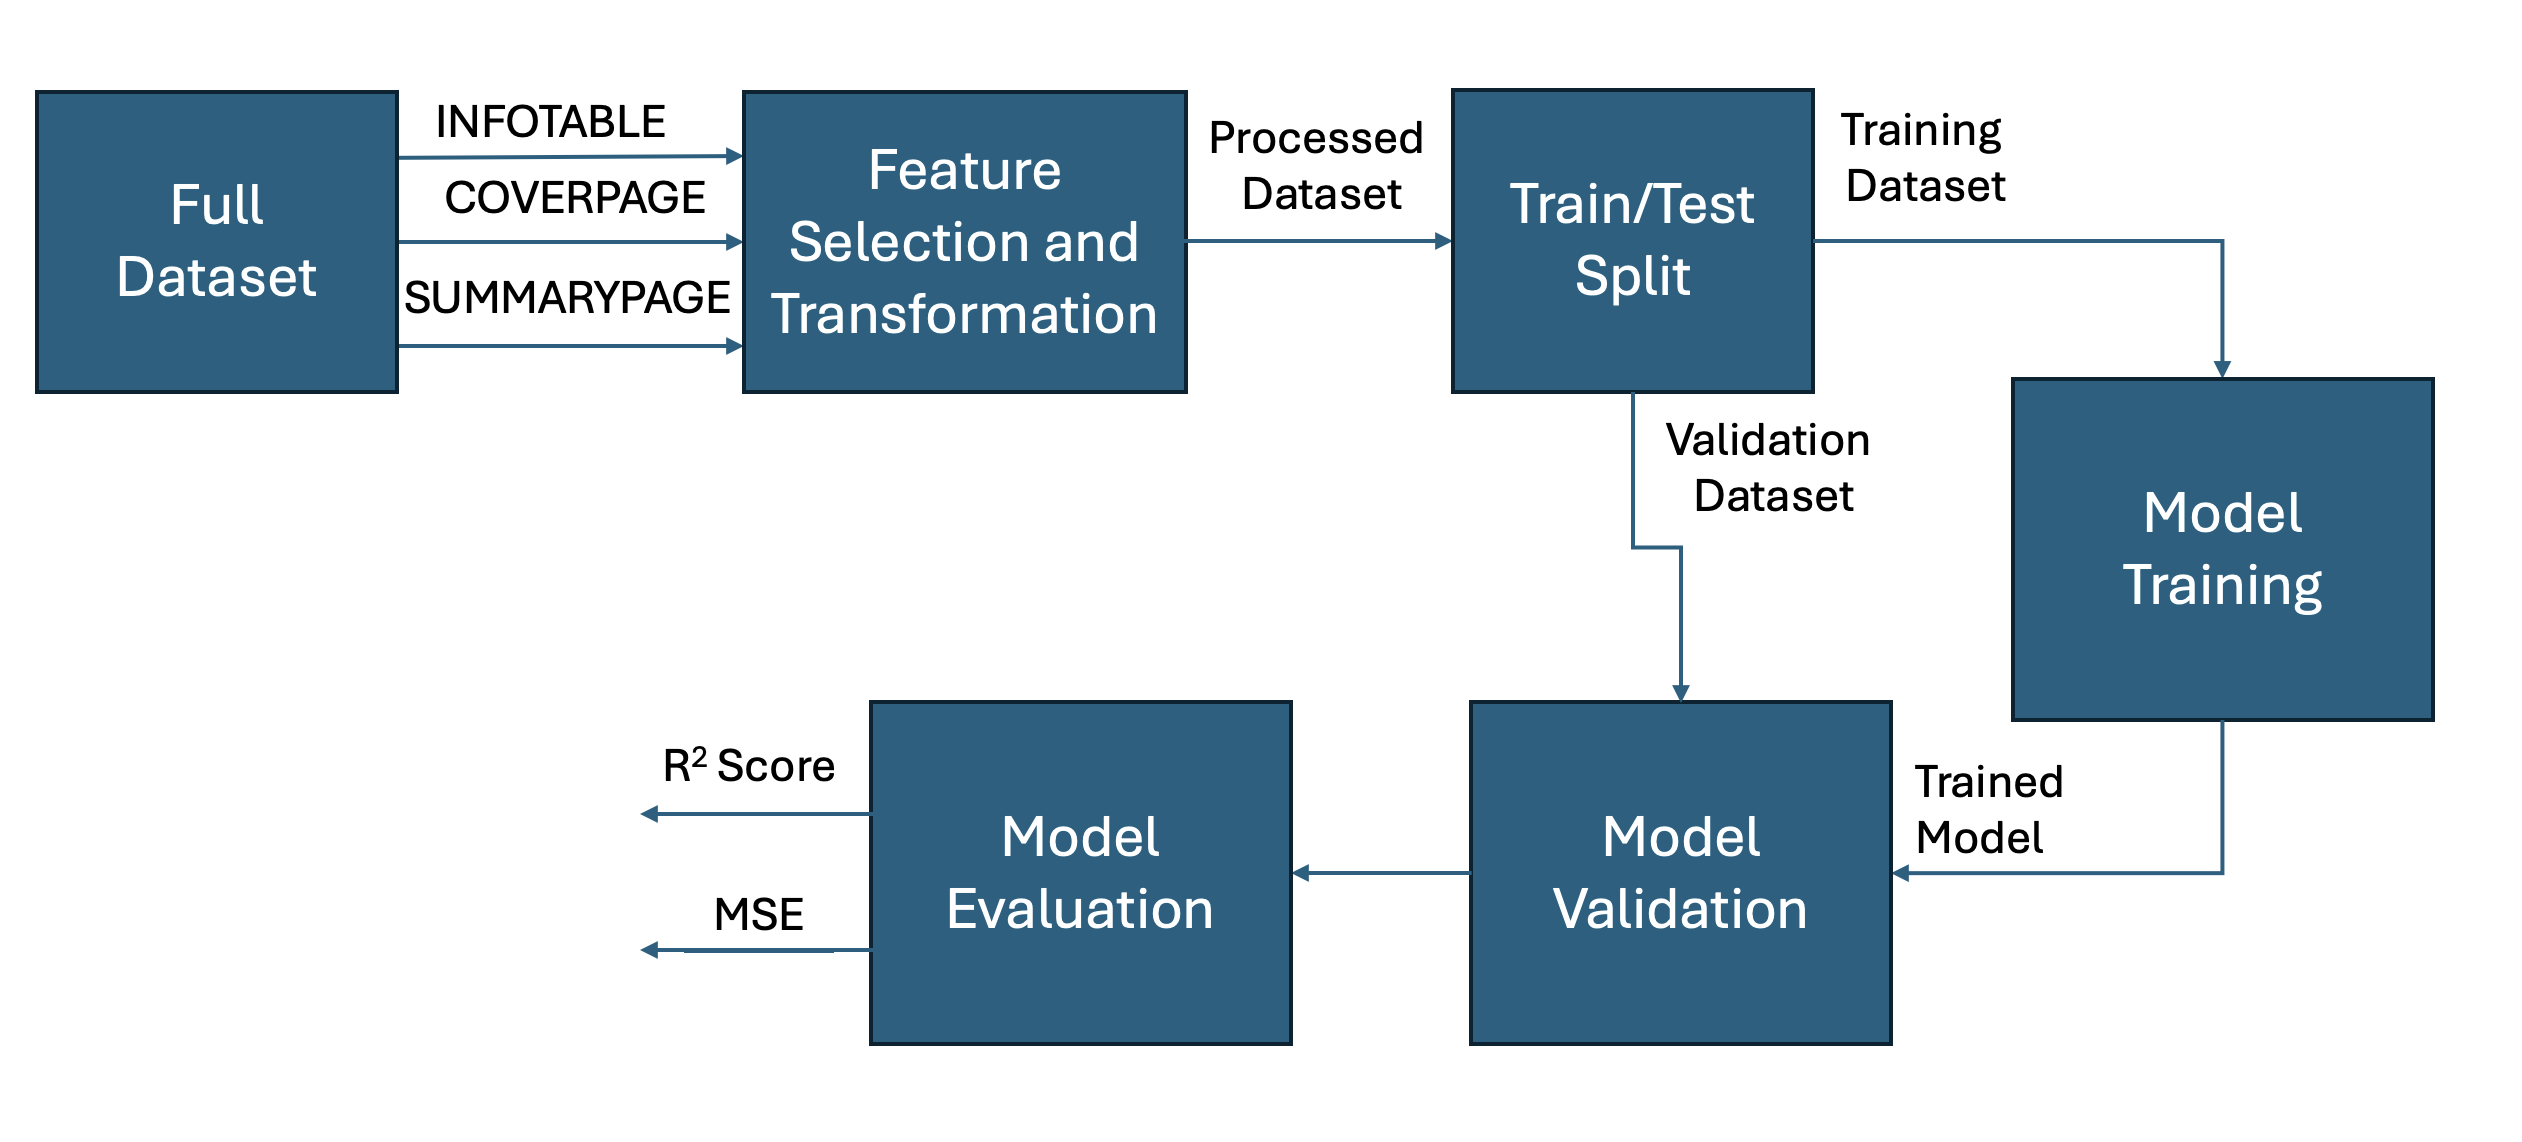 Full
Dataset
INFOTABLE
COVERPAGE
SUMMARYPAGE
Feature
Selection and
Transformation
Processed
Dataset
Train/Test
Split
Training
Dataset
Validation
Dataset
Model
Training
Trained
Model
Model
Validation
Model
Evaluation
R² Score
MSE